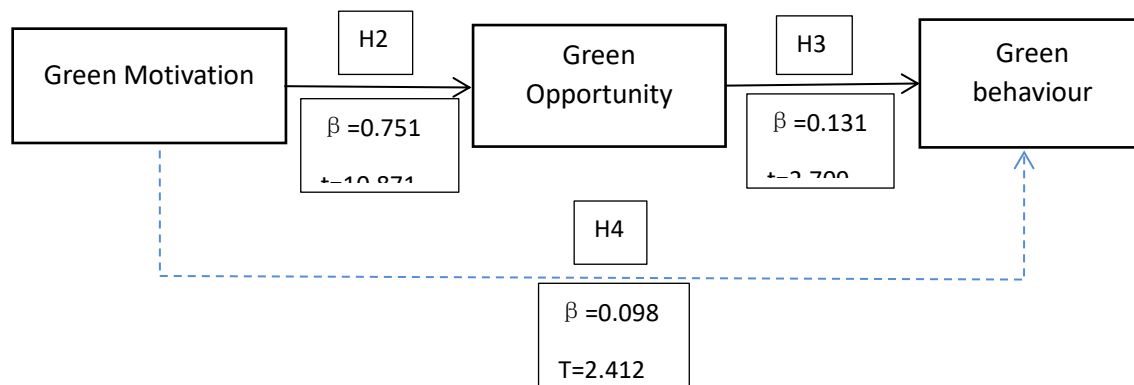 H2
Green Motivation
Green
Opportunity
H3
Green
behaviour
β=0.751
β=0.131
H4
β=0.098
T=2.412